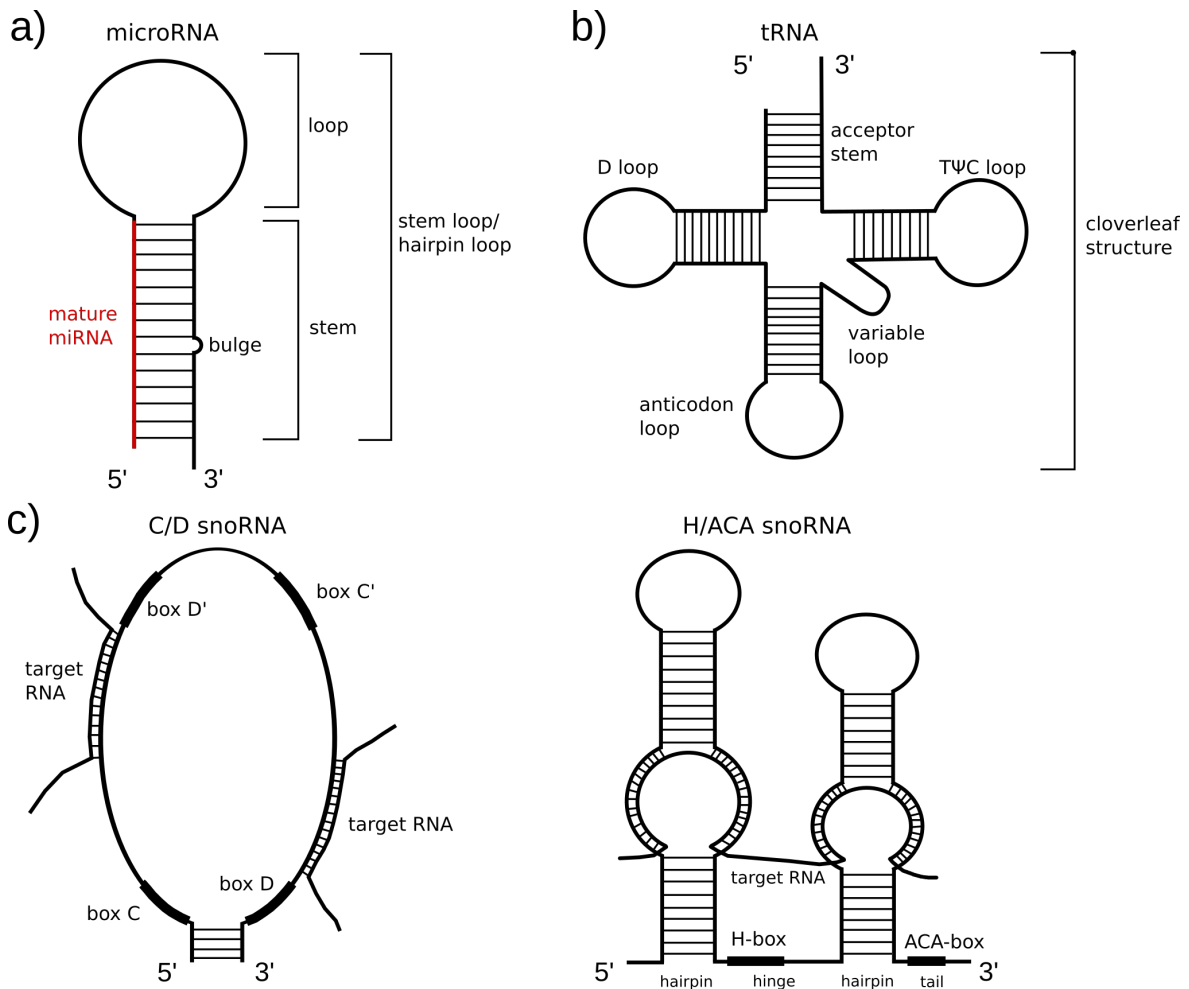 a)
microRNA
loop
stem loop/
hairpin loop
mature
miRNA
stem
bulge
5'
3'
b)
tRNA
5'
3'
acceptor
stem
D loop
TΨC loop
cloverleaf
structure
variable
loop
anticodon
loop
c)
C/D snoRNA
box D'
box C'
target
RNA
target RNA
box D
box C
5'
3'
H/ACA snoRNA
target RNA
H-box
ACA-box
5'
3'
hairpin
hinge
hairpin
tail